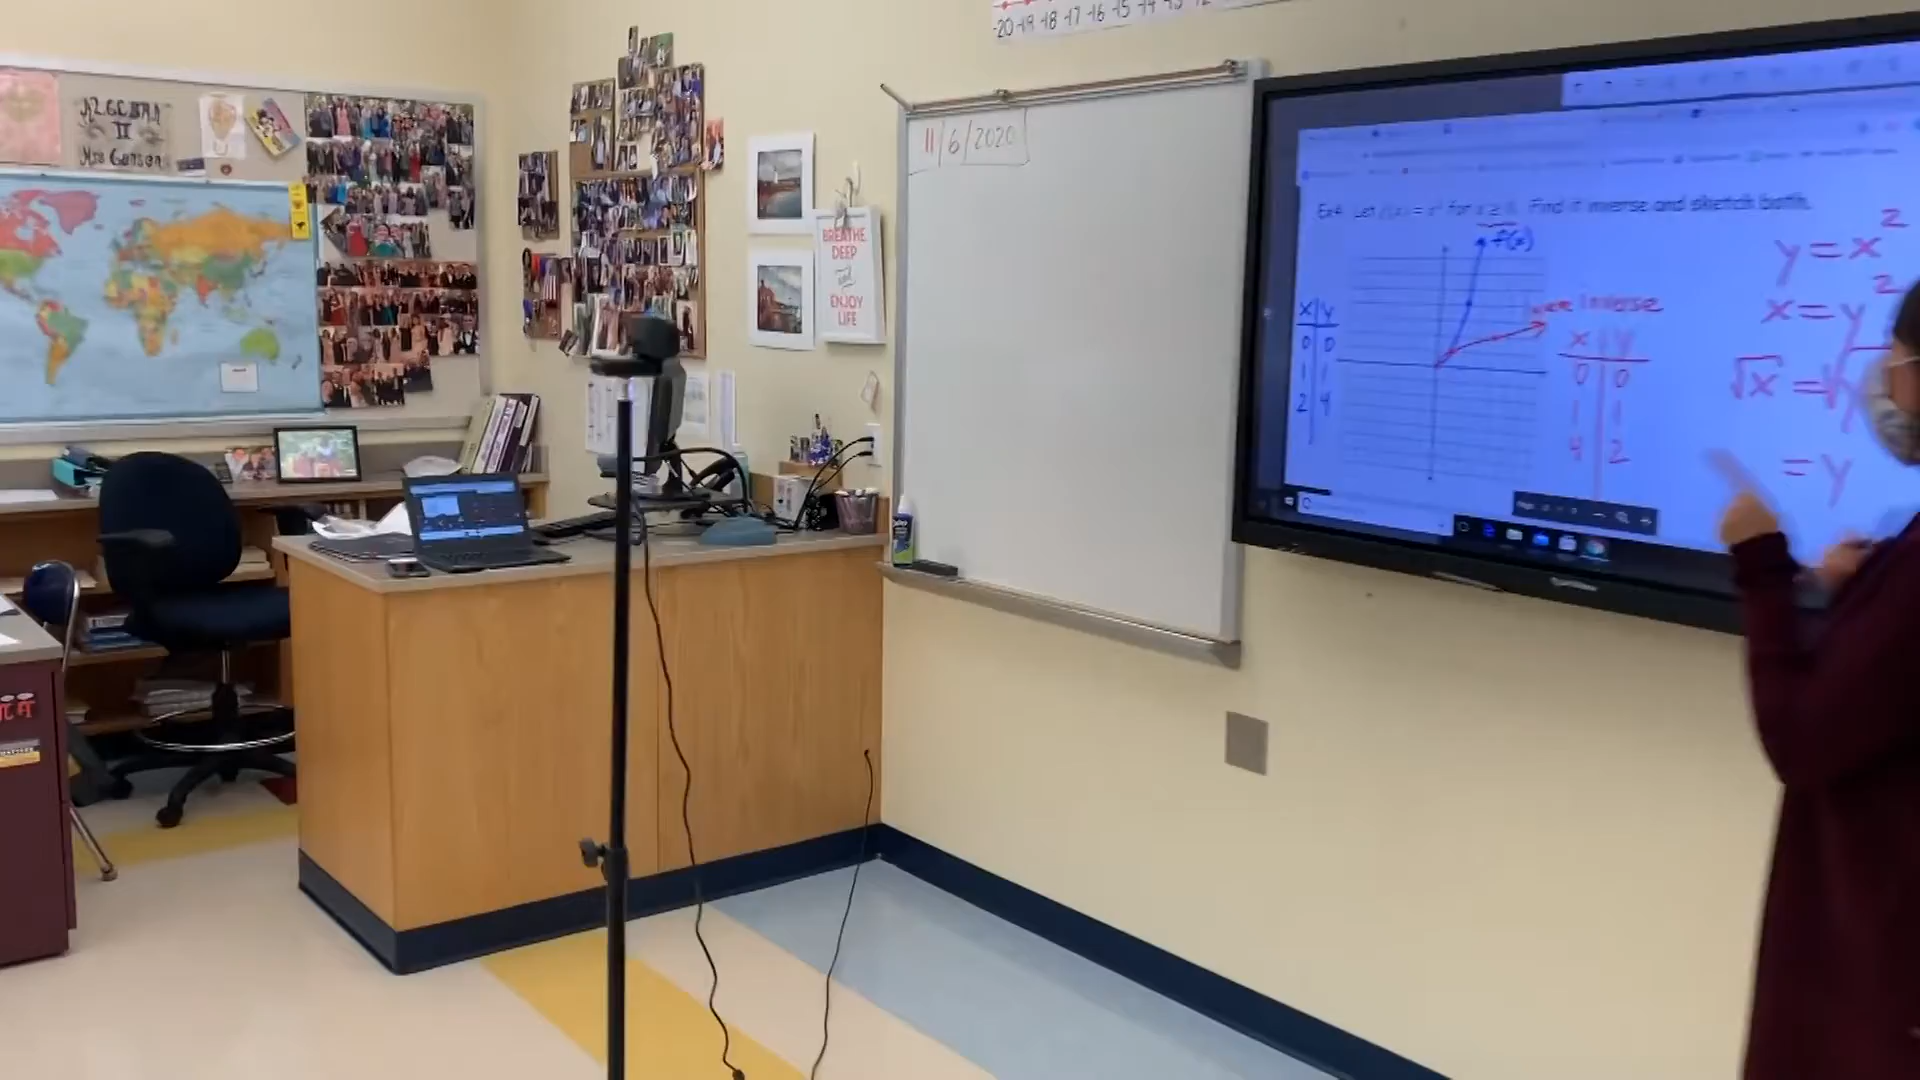 -20 -19 -18 -17 -16 -15 -14 -13 -12
ALGEBRA
II
Mrs
BREATHE
DEEP
and
ENJOY
LIFE
11/6/2020
Ex4 Let f(x) = x² for x ≥ 0. Find it inverse and sketch both.
f(x)
inverse
x y
0 0
1 1
2 4
x y
0 0
1 1
4 2
y = x²
x = y²
√x = √y
= y